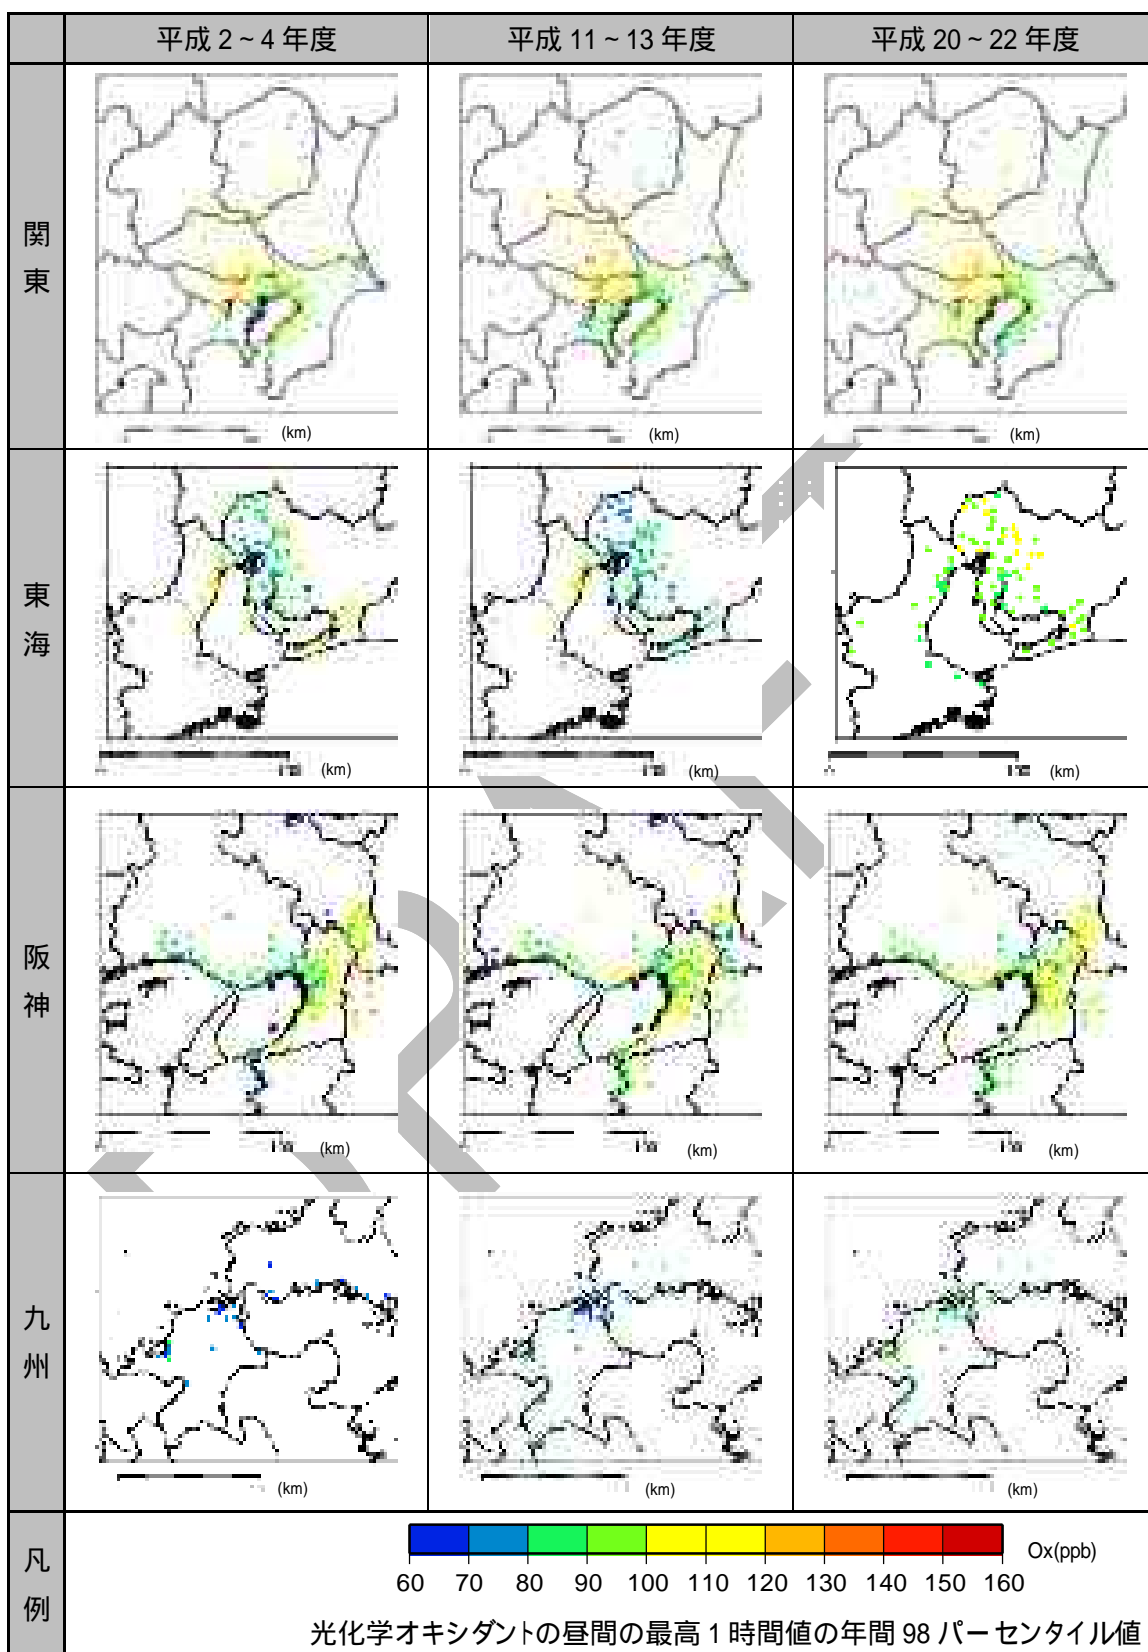 平成 2～4 年度 平成 11～13 年度 平成 20～22 年度
関東
(km) (km) (km)
東海
(km) (km) (km)
阪神
(km) (km) (km)
九州
(km) (km) (km)
凡例
Ox(ppb)
60 70 80 90 100 110 120 130 140 150 160
光化学オキシダントの昼間の最高 1 時間値の年間 98 パーセンタイル値